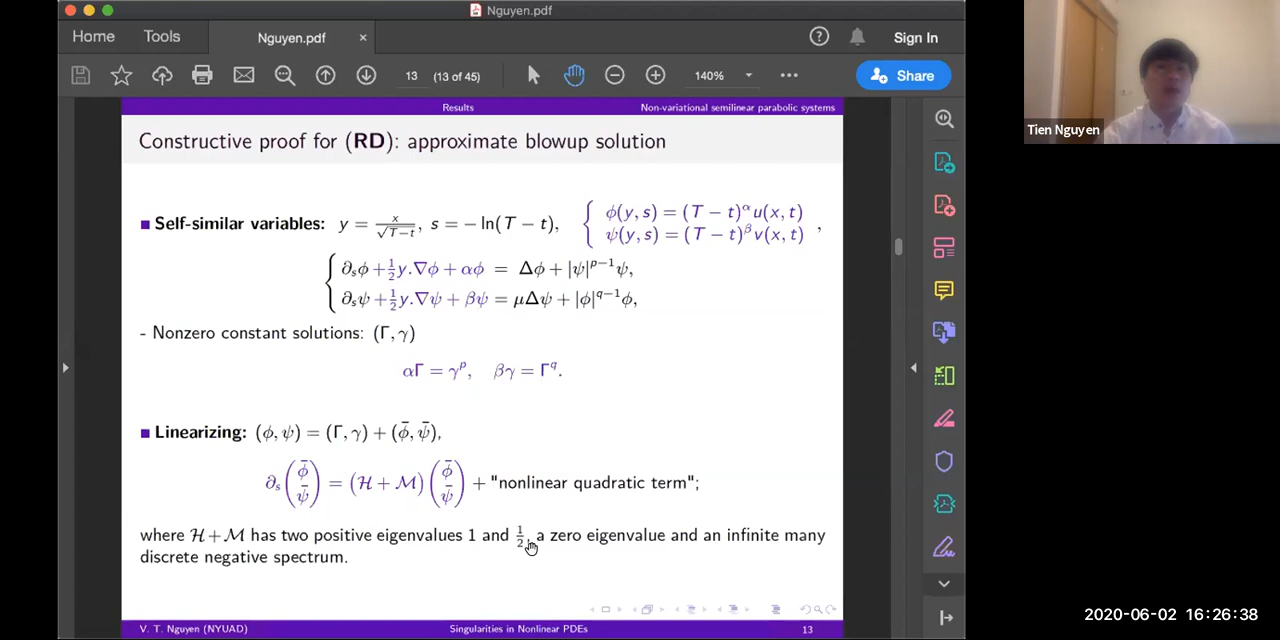 Nguyen.pdf
Home Tools Nguyen.pdf × Sign In
13 (13 of 45) 140% Share
Results Non-variational semilinear parabolic systems
Constructive proof for (RD): approximate blowup solution
Tien Nguyen
■ Self-similar variables: y = x/√T−t, s = − ln(T − t), { ϕ(y, s) = (T − t)^α u(x, t)
ψ(y, s) = (T − t)^β v(x, t) ,
{ ∂ₛϕ +½y.∇ϕ + αϕ = Δϕ + |ψ|^{p−1}ψ,
∂ₛψ +½y.∇ψ + βψ = μΔψ + |ϕ|^{q−1}ϕ,
- Nonzero constant solutions: (Γ, γ)
αΓ = γ^p, βγ = Γ^q.
■ Linearizing: (ϕ, ψ) = (Γ, γ) + (ϕ̄, ψ̄),
∂ₛ(ϕ̄ ψ̄) = (ℋ + ℳ)(ϕ̄ ψ̄) + "nonlinear quadratic term";
where ℋ + ℳ has two positive eigenvalues 1 and ½, a zero eigenvalue and an infinite many
discrete negative spectrum.
V. T. Nguyen (NYUAD) Singularities in Nonlinear PDEs 13
2020-06-02 16:26:38